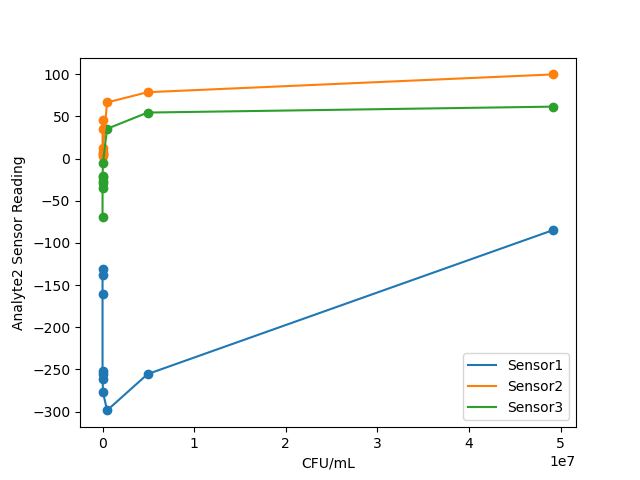 Analyte2 Sensor Reading
100
50
0
−50
−100
−150
−200
−250
−300
Sensor1
Sensor2
Sensor3
0 1 2 3 4 5
1e7
CFU/mL